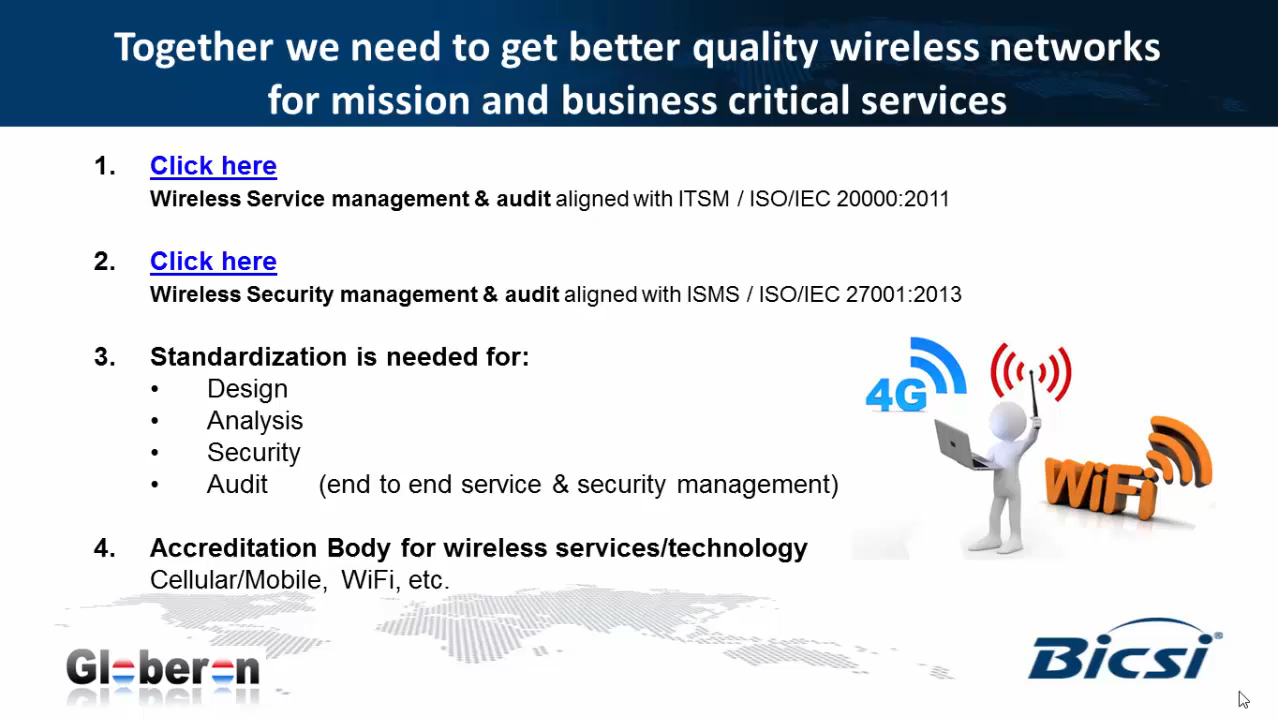 Together we need to get better quality wireless networks
for mission and business critical services
1. Click here
Wireless Service management & audit aligned with ITSM / ISO/IEC 20000:2011
2. Click here
Wireless Security management & audit aligned with ISMS / ISO/IEC 27001:2013
3. Standardization is needed for:
• Design
• Analysis
• Security
• Audit (end to end service & security management)
4G
WiFi
4. Accreditation Body for wireless services/technology
Cellular/Mobile, WiFi, etc.
Globeron
Bicsi®